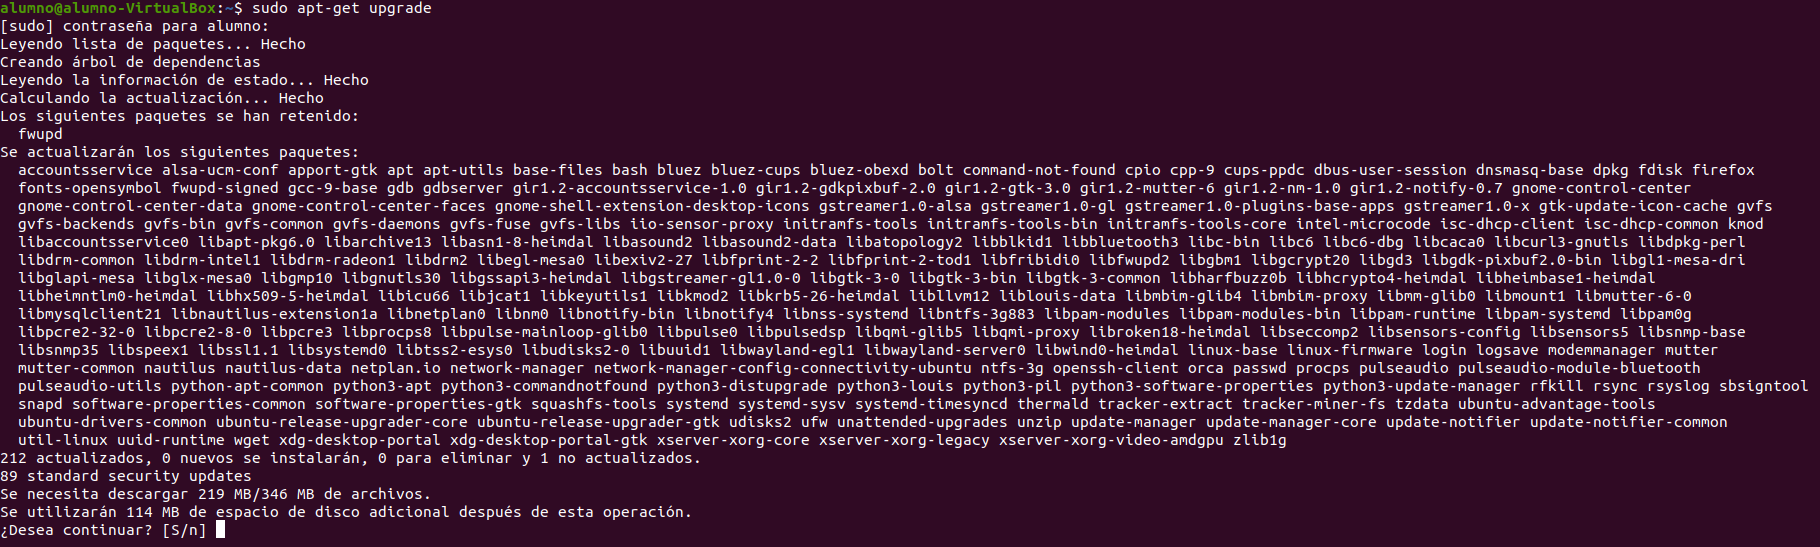 alumno@alumno-VirtualBox:~$ sudo apt-get upgrade
[sudo] contraseña para alumno:
Leyendo lista de paquetes... Hecho
Creando árbol de dependencias
Leyendo la información de estado... Hecho
Calculando la actualización... Hecho
Los siguientes paquetes se han retenido:
  fwupd
Se actualizarán los siguientes paquetes:
  accountsservice alsa-ucm-conf apport-gtk apt apt-utils base-files bash bluez bluez-cups bluez-obexd bolt command-not-found cpio cpp-9 cups-ppdc dbus-user-session dnsmasq-base dpkg fdisk firefox
  fonts-opensymbol fwupd-signed gcc-9-base gdb gdbserver gir1.2-accountsservice-1.0 gir1.2-gdkpixbuf-2.0 gir1.2-gtk-3.0 gir1.2-mutter-6 gir1.2-nm-1.0 gir1.2-notify-0.7 gnome-control-center
  gnome-control-center-data gnome-control-center-faces gnome-shell-extension-desktop-icons gstreamer1.0-alsa gstreamer1.0-gl gstreamer1.0-plugins-base-apps gstreamer1.0-x gtk-update-icon-cache gvfs
  gvfs-backends gvfs-bin gvfs-common gvfs-daemons gvfs-fuse gvfs-libs iio-sensor-proxy initramfs-tools initramfs-tools-bin initramfs-tools-core intel-microcode isc-dhcp-client isc-dhcp-common kmod
  libaccountsservice0 libapt-pkg6.0 libarchive13 libasn1-8-heimdal libasound2 libasound2-data libatopology2 libblkid1 libbluetooth3 libc-bin libc6 libc6-dbg libcaca0 libcurl3-gnutls libdpkg-perl
  libdrm-common libdrm-intel1 libdrm-radeon1 libdrm2 libegl-mesa0 libexiv2-27 libfprint-2-2 libfprint-2-tod1 libfribidi0 libfwupd2 libgbm1 libgcrypt20 libgd3 libgdk-pixbuf2.0-bin libgl1-mesa-dri
  libglapi-mesa libglx-mesa0 libgmp10 libgnutls30 libgssapi3-heimdal libgstreamer-gl1.0-0 libgtk-3-0 libgtk-3-bin libgtk-3-common libharfbuzz0b libhcrypto4-heimdal libheimbase1-heimdal
  libheimntlm0-heimdal libhx509-5-heimdal libicu66 libjcat1 libkeyutils1 libkmod2 libkrb5-26-heimdal libllvm12 liblouis-data libmbim-glib4 libmbim-proxy libmm-glib0 libmount1 libmutter-6-0
  libmysqlclient21 libnautilus-extension1a libnetplan0 libnm0 libnotify-bin libnotify4 libnss-systemd libntfs-3g883 libpam-modules libpam-modules-bin libpam-runtime libpam-systemd libpam0g
  libpcre2-32-0 libpcre2-8-0 libpcre3 libprocps8 libpulse-mainloop-glib0 libpulse0 libpulsedsp libqmi-glib5 libqmi-proxy libroken18-heimdal libseccomp2 libsensors-config libsensors5 libsnmp-base
  libsnmp35 libspeex1 libssl1.1 libsystemd0 libtss2-esys0 libudisks2-0 libuuid1 libwayland-egl1 libwayland-server0 libwind0-heimdal linux-base linux-firmware login logsave modemmanager mutter
  mutter-common nautilus nautilus-data netplan.io network-manager network-manager-config-connectivity-ubuntu ntfs-3g openssh-client orca passwd procps pulseaudio pulseaudio-module-bluetooth
  pulseaudio-utils python-apt-common python3-apt python3-commandnotfound python3-distupgrade python3-louis python3-pil python3-software-properties python3-update-manager rfkill rsync rsyslog sbsigntool
  snapd software-properties-common software-properties-gtk squashfs-tools systemd systemd-sysv systemd-timesyncd thermald tracker-extract tracker-miner-fs tzdata ubuntu-advantage-tools
  ubuntu-drivers-common ubuntu-release-upgrader-core ubuntu-release-upgrader-gtk udisks2 ufw unattended-upgrades unzip update-manager update-manager-core update-notifier update-notifier-common
  util-linux uuid-runtime wget xdg-desktop-portal xdg-desktop-portal-gtk xserver-xorg-core xserver-xorg-legacy xserver-xorg-video-amdgpu zlib1g
212 actualizados, 0 nuevos se instalarán, 0 para eliminar y 1 no actualizados.
89 standard security updates
Se necesita descargar 219 MB/346 MB de archivos.
Se utilizarán 114 MB de espacio de disco adicional después de esta operación.
¿Desea continuar? [S/n]